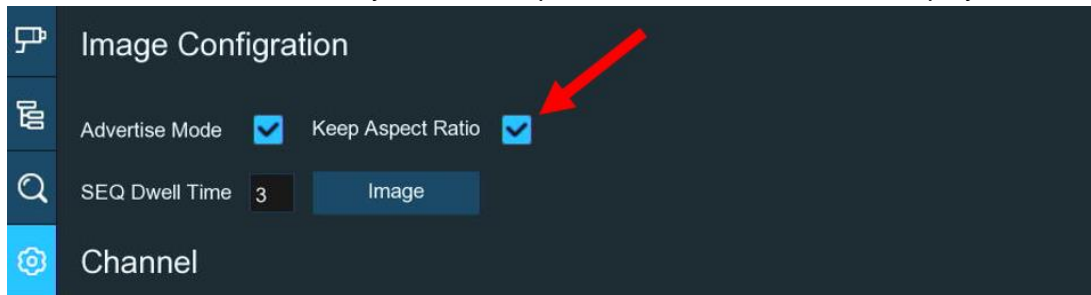 Image Configration
Advertise Mode Keep Aspect Ratio
SEQ Dwell Time 3 Image
Channel